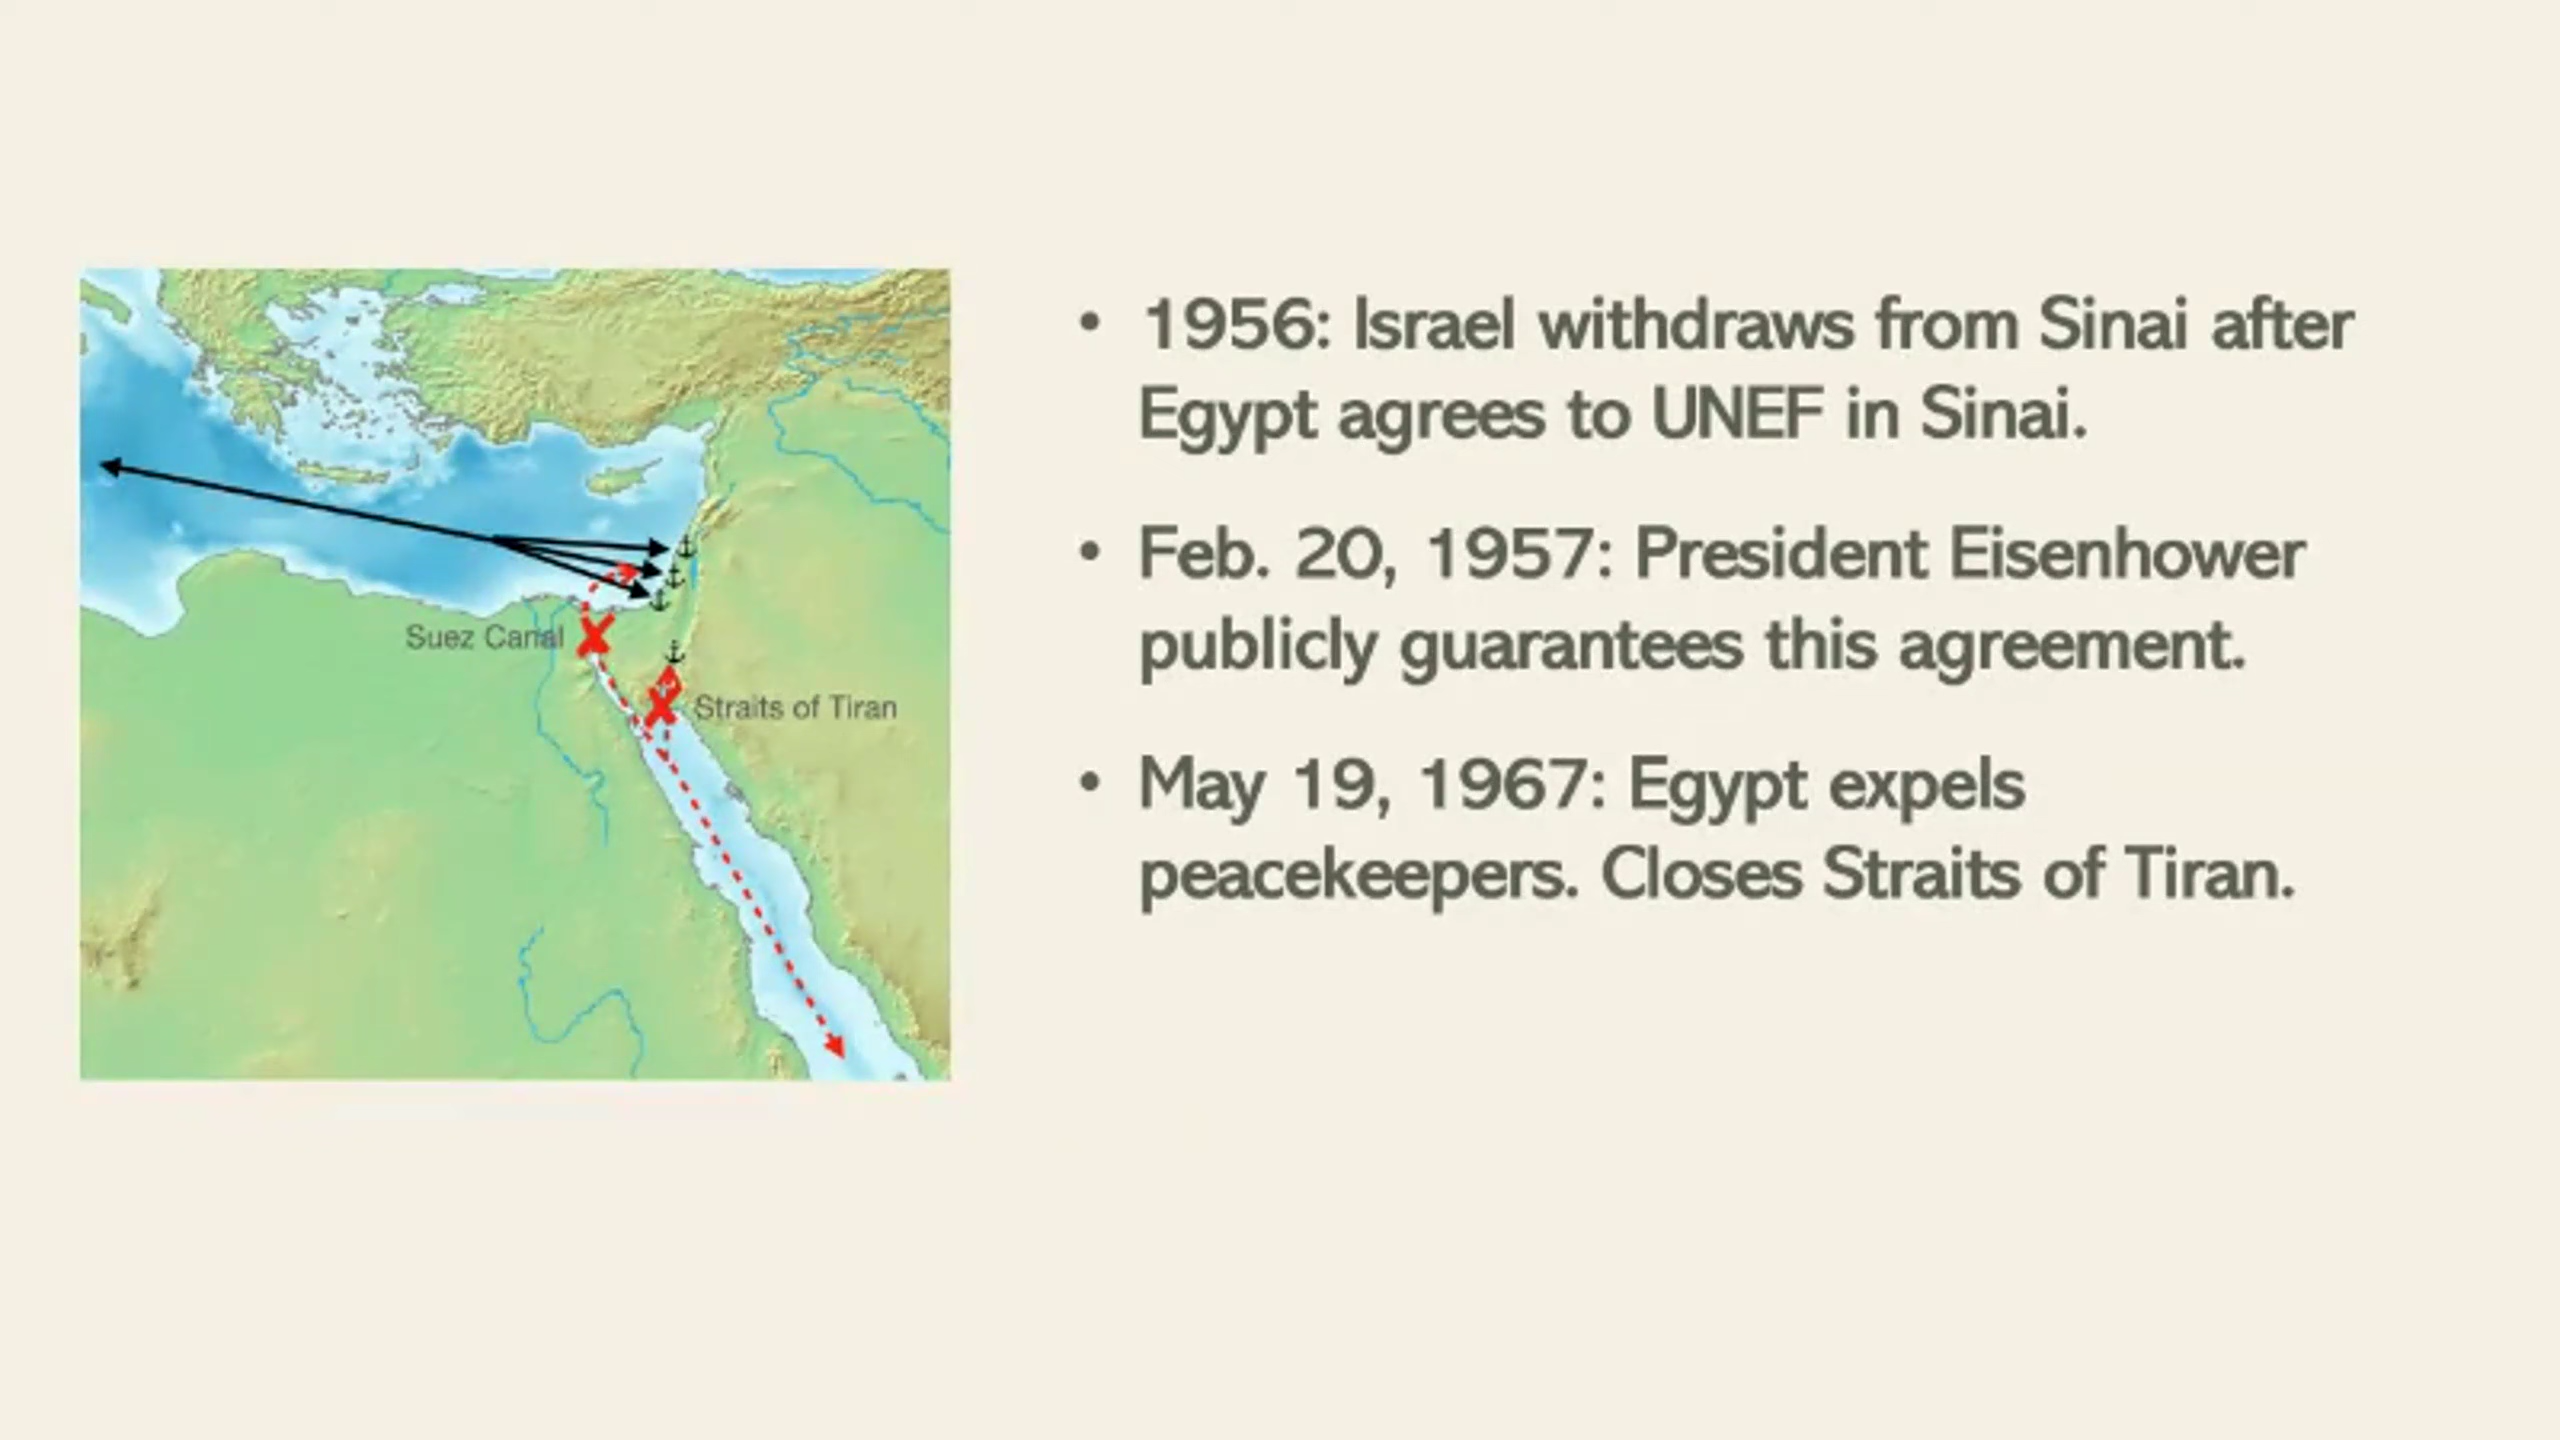 Suez Canal
Straits of Tiran
• 1956: Israel withdraws from Sinai after
Egypt agrees to UNEF in Sinai.
• Feb. 20, 1957: President Eisenhower
publicly guarantees this agreement.
• May 19, 1967: Egypt expels
peacekeepers. Closes Straits of Tiran.